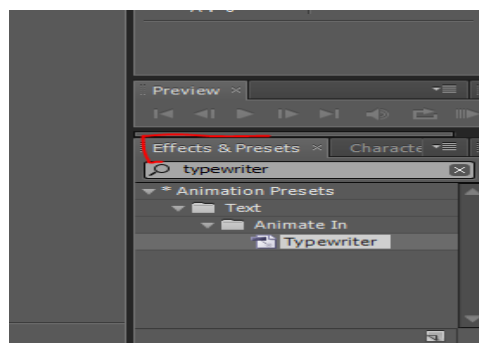 Preview
Effects & Presets Characte
typewriter
* Animation Presets
Text
Animate In
Typewriter